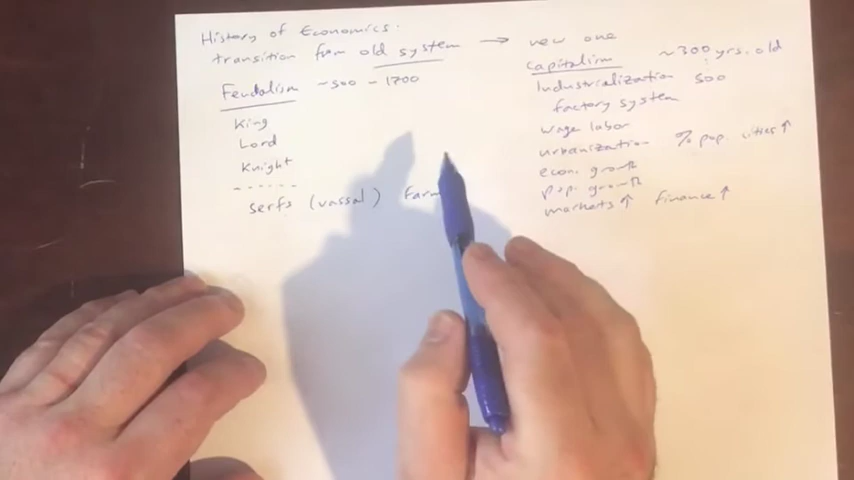 History of Economics.
transition from old system → new one
Feudalism ~500 - 1700
King
Lord
Knight
------
serfs (vassal) farm
Capitalism ~300 yrs. old
Industrialization 500
factory system
wage labor
urbanization % pop cities ↑
econ. growth
pop. growth
markets ↑ finance ↑